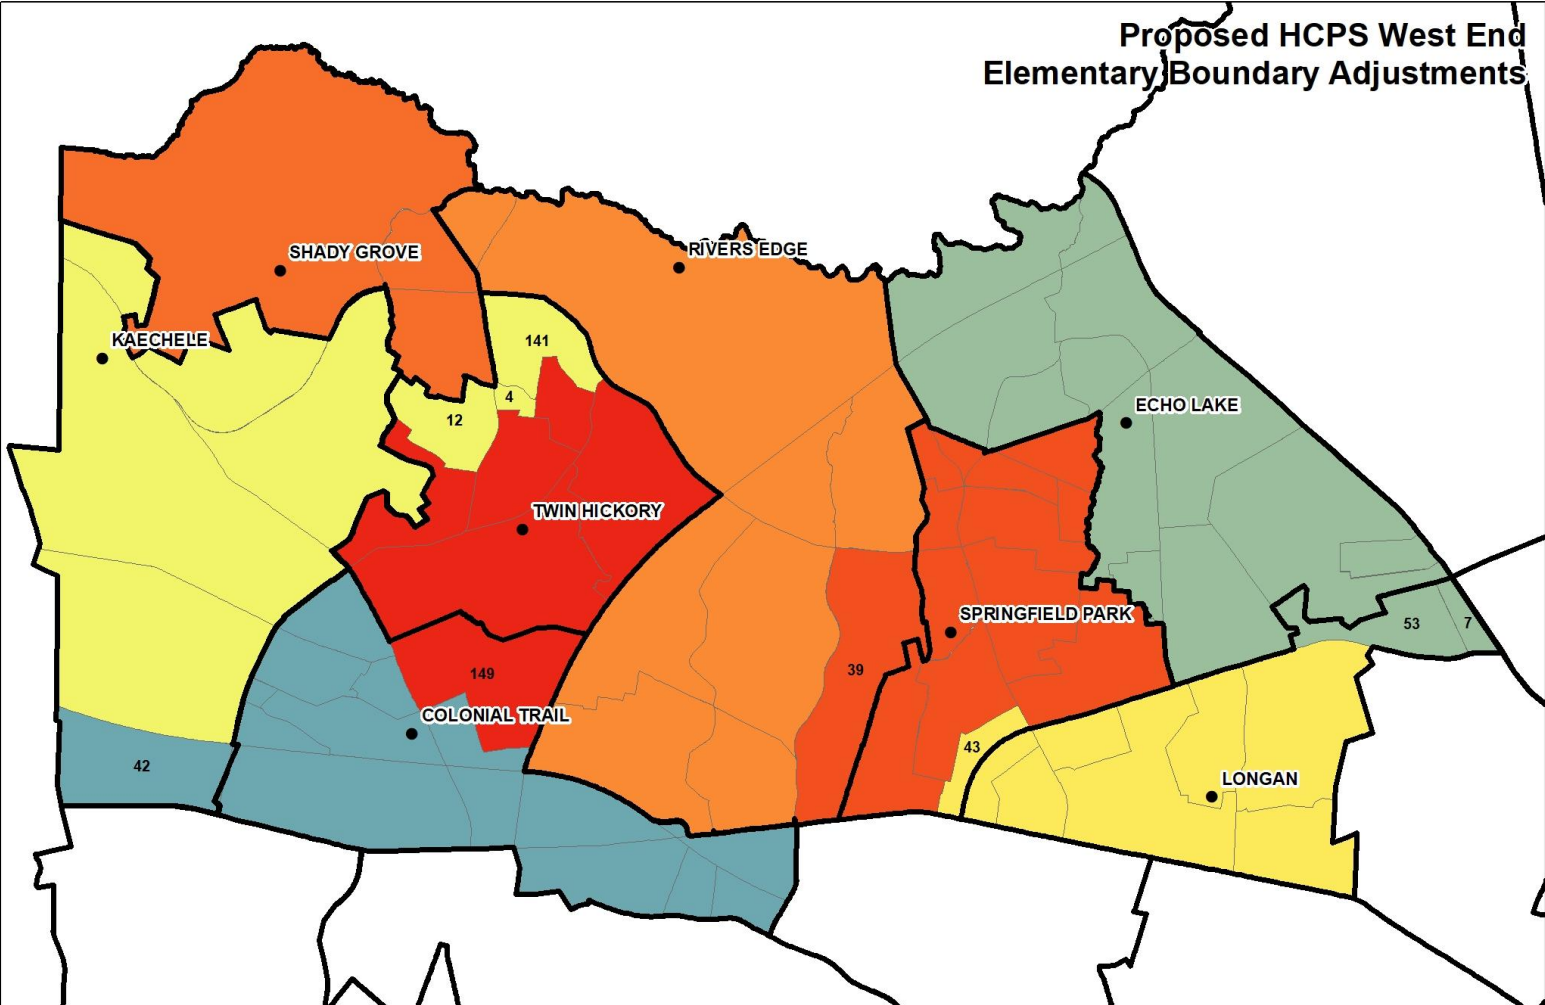 Proposed HCPS West End
Elementary Boundary Adjustments
SHADY GROVE
RIVERS EDGE
KAECHELE
141
4
12
ECHO LAKE
TWIN HICKORY
SPRINGFIELD PARK
53
7
149
39
COLONIAL TRAIL
43
42
LONGAN